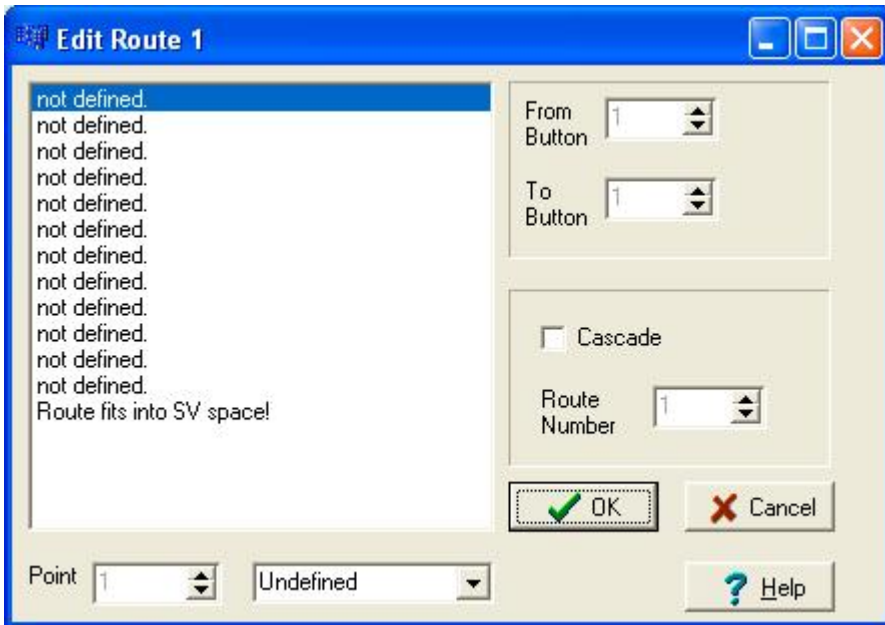 Edit Route 1
not defined.
not defined.
not defined.
not defined.
not defined.
not defined.
not defined.
not defined.
not defined.
not defined.
not defined.
not defined.
Route fits into SV space!
From
Button
1
To
Button
1
Cascade
Route
Number
1
OK
Cancel
Point
1
Undefined
Help